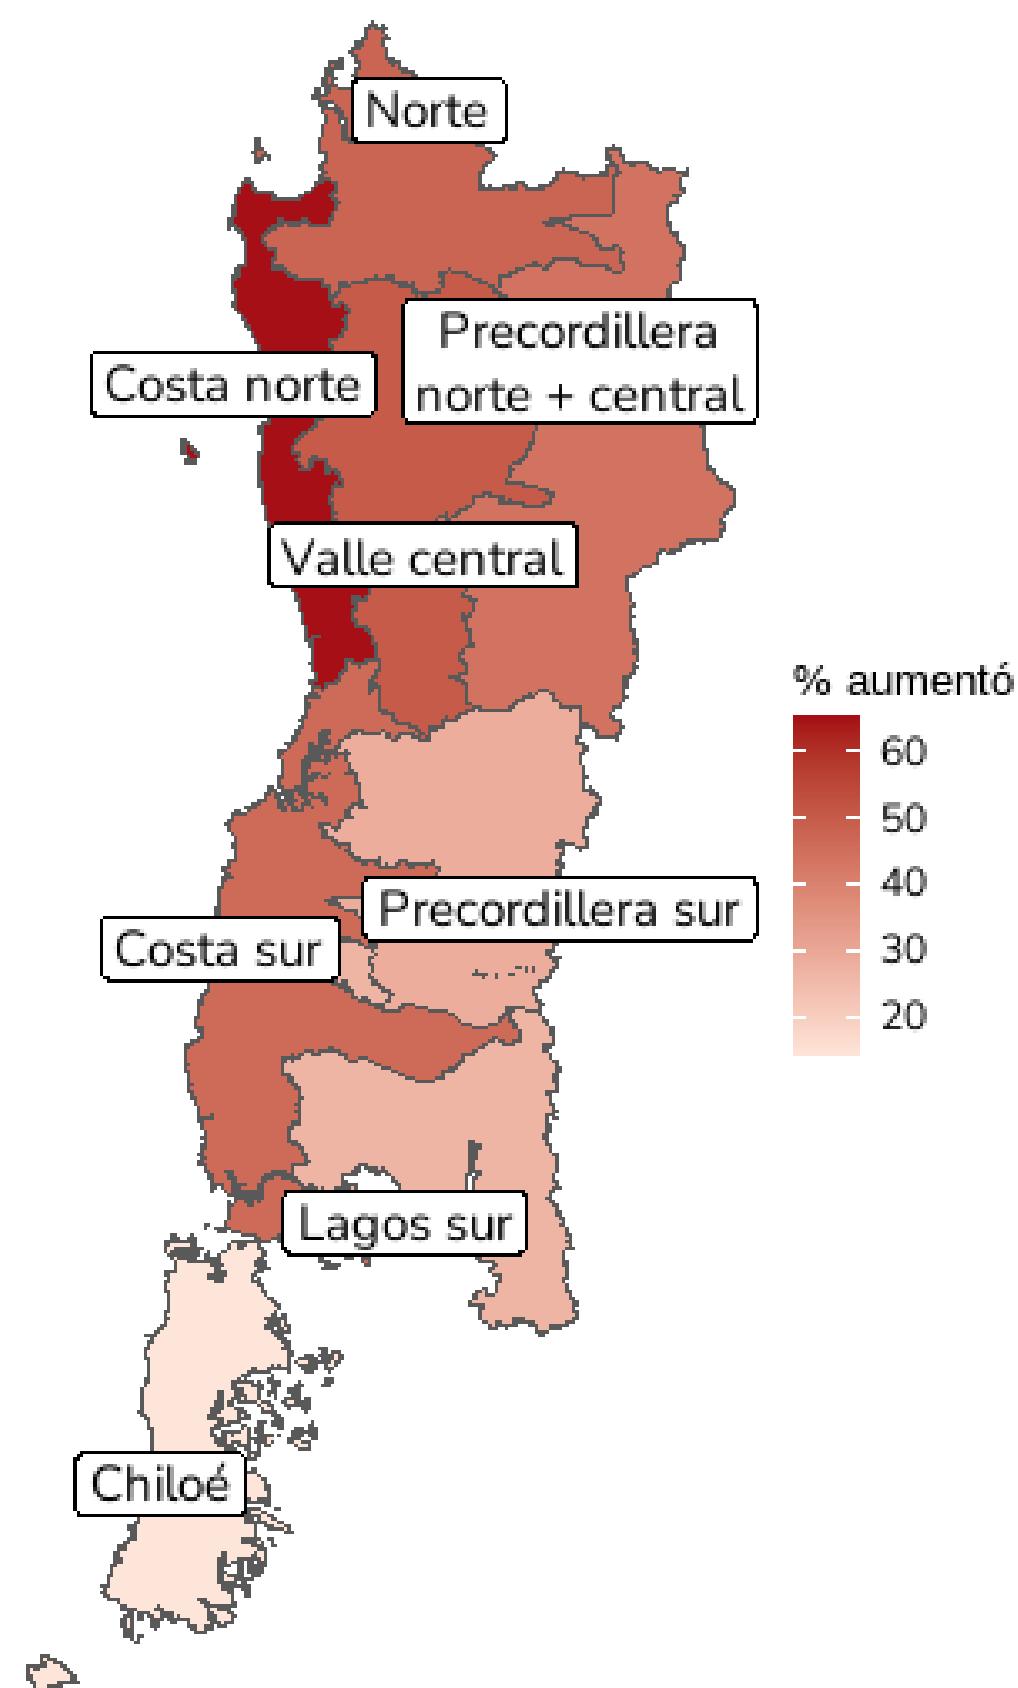 Norte
Precordillera
norte + central
Costa norte
Valle central
% aumentó
60
50
40
30
20
Precordillera sur
Costa sur
Lagos sur
Chiloé